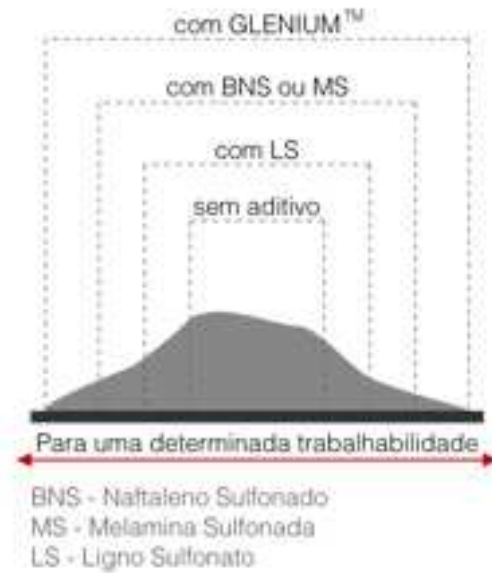 com GLENIUM™
com BNS ou MS
com LS
sem aditivo
Para uma determinada trabalhabilidade
BNS - Naftaleno Sulfonado
MS - Melamina Sulfonada
LS - Ligno Sulfonato